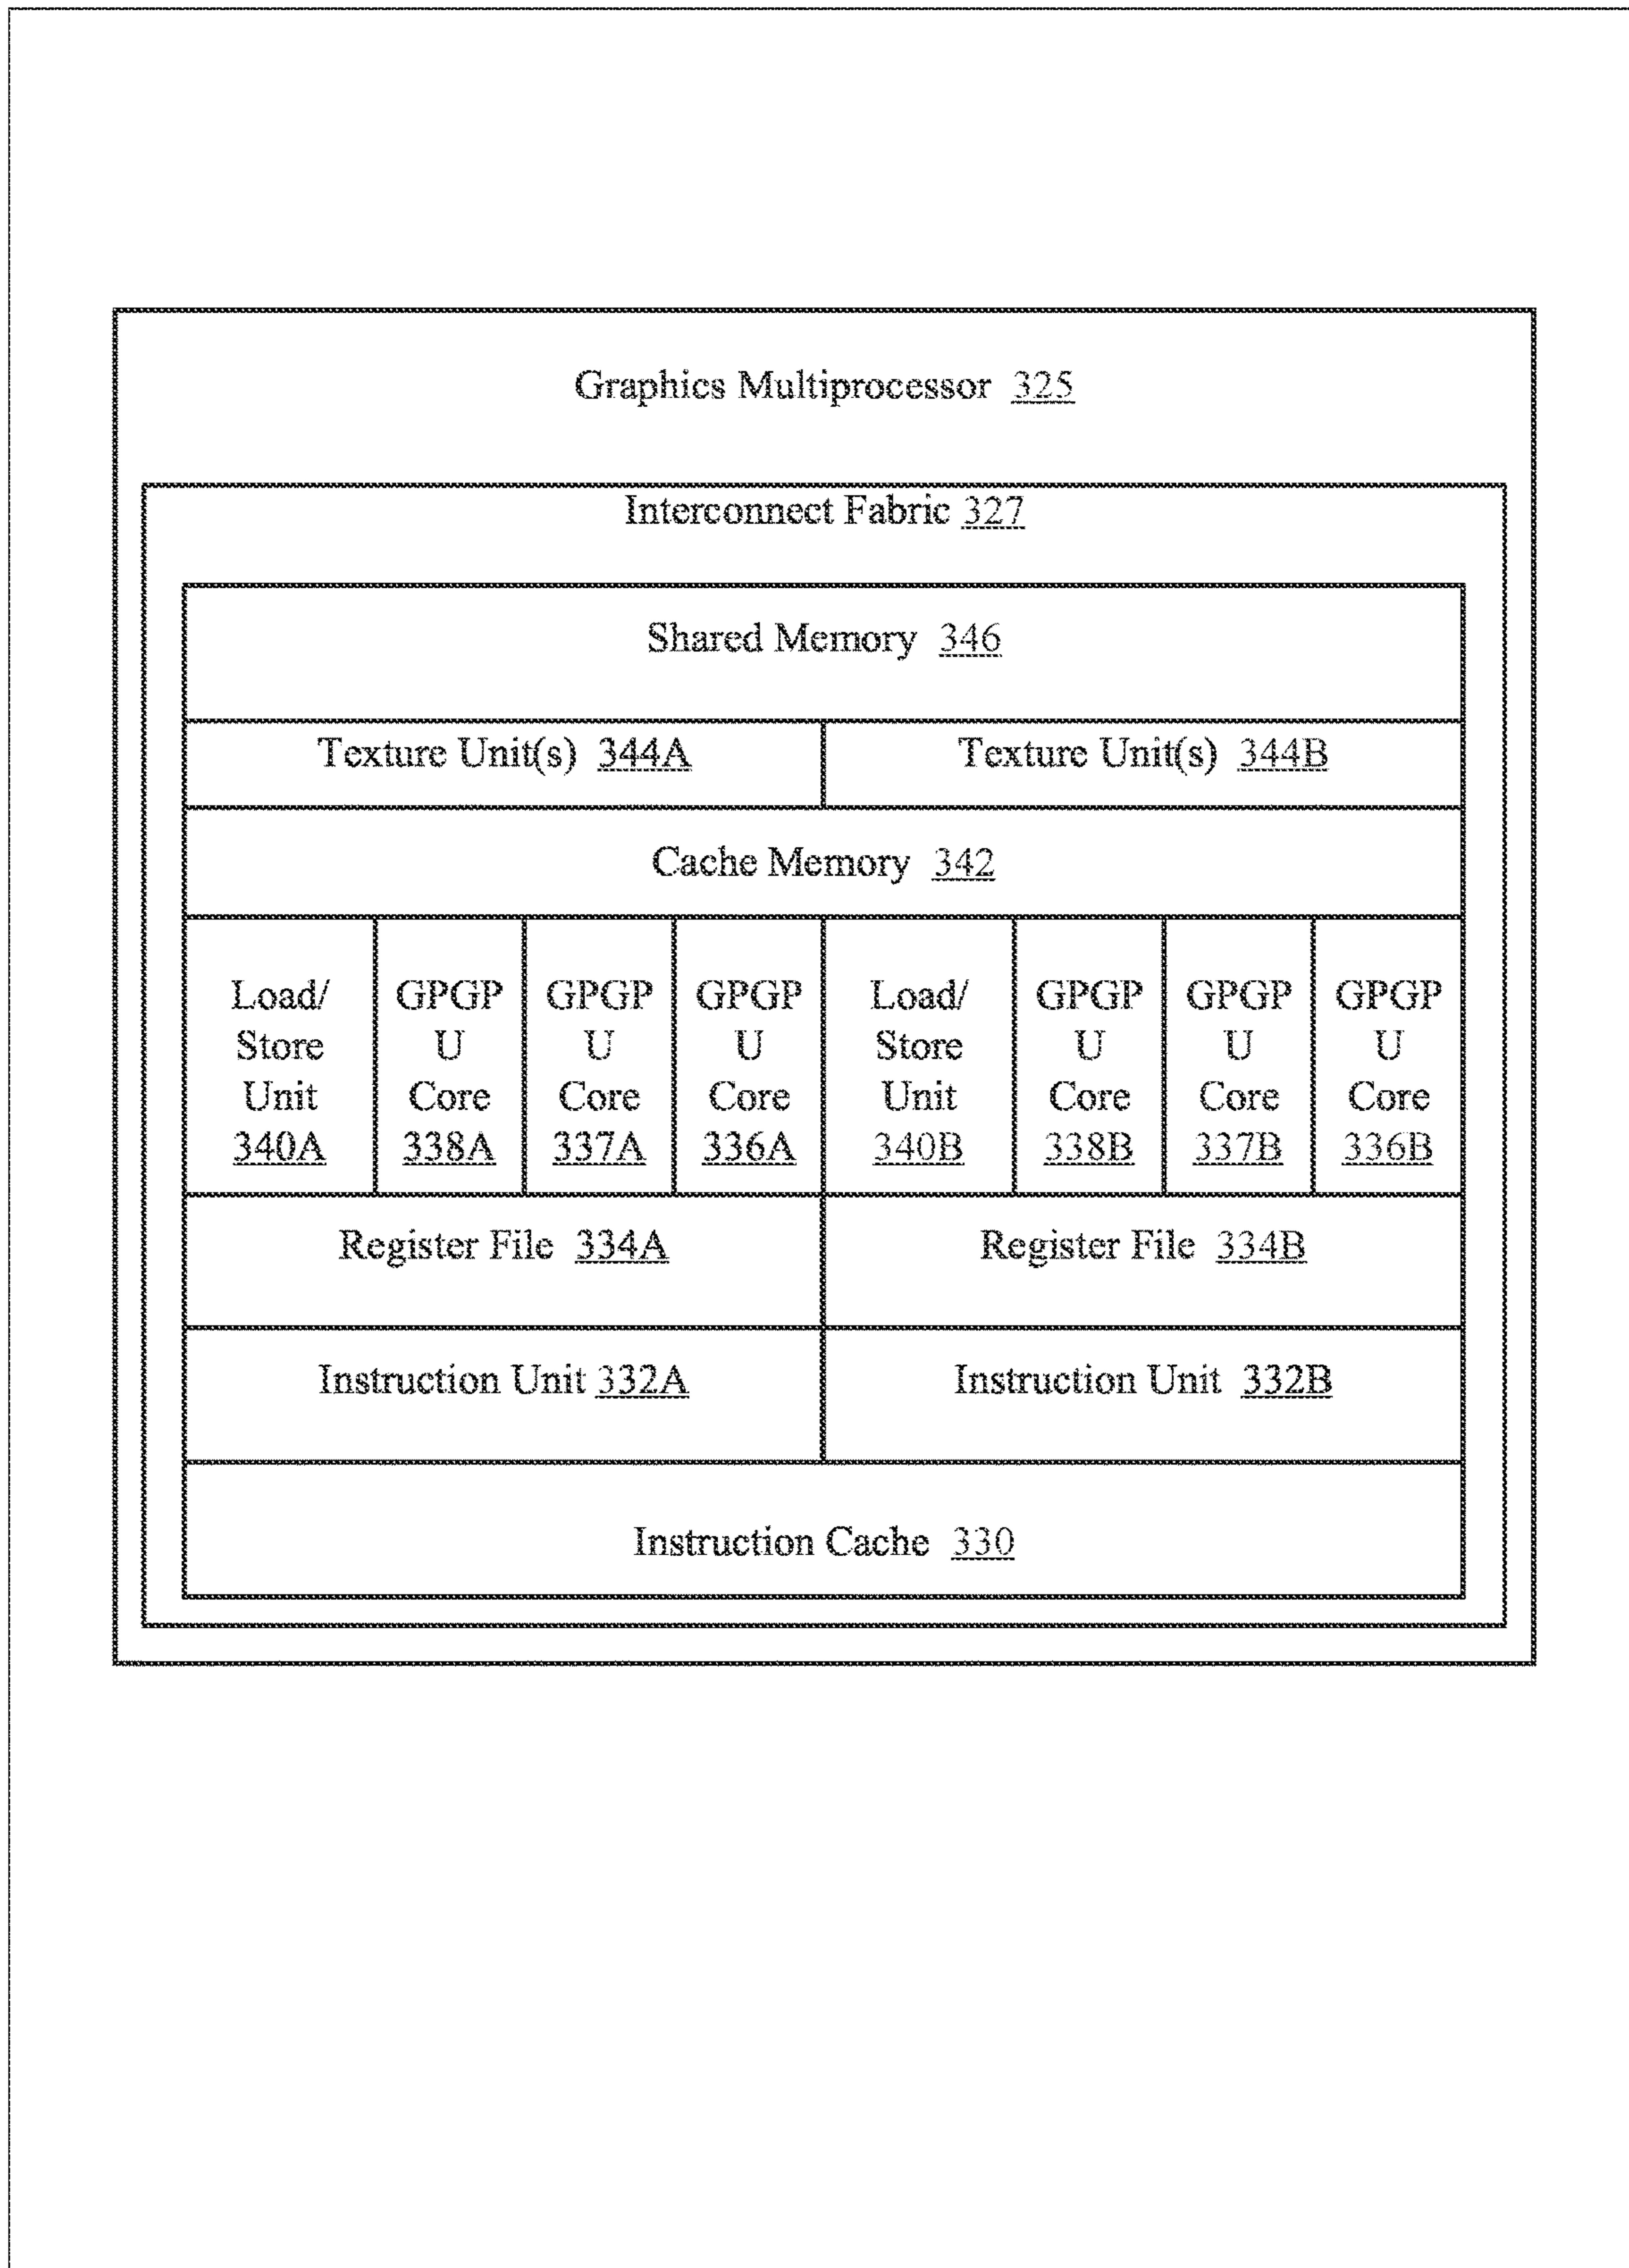 Graphics Multiprocessor 325
Interconnect Fabric 327
Shared Memory 346
Texture Unit(s) 344A
Texture Unit(s) 344B
Cache Memory 342
Load/
Store
Unit
340A
GPGP
U
Core
338A
GPGP
U
Core
337A
GPGP
U
Core
336A
Load/
Store
Unit
340B
GPGP
U
Core
338B
GPGP
U
Core
337B
GPGP
U
Core
336B
Register File 334A
Register File 334B
Instruction Unit 332A
Instruction Unit 332B
Instruction Cache 330